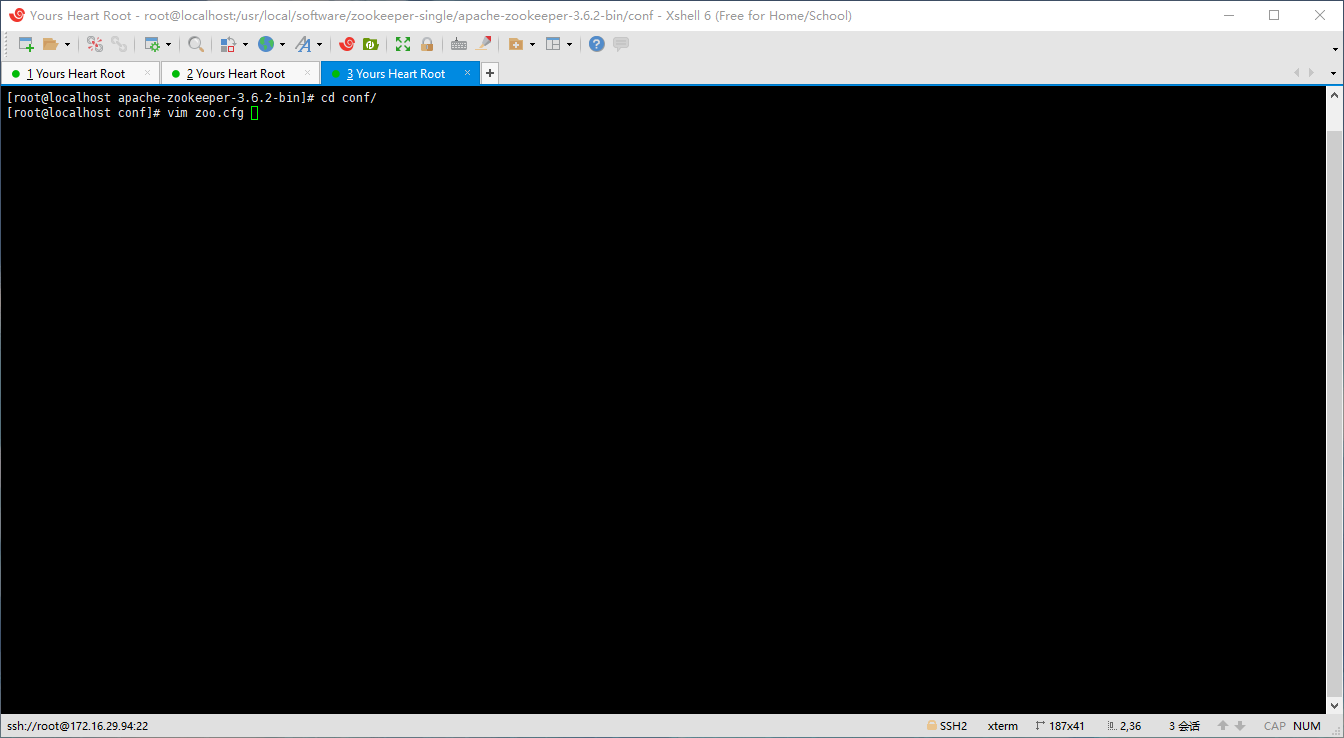 Yours Heart Root - root@localhost:/usr/local/software/zookeeper-single/apache-zookeeper-3.6.2-bin/conf - Xshell 6 (Free for Home/School)
1 Yours Heart Root × 2 Yours Heart Root × 3 Yours Heart Root × +
[root@localhost apache-zookeeper-3.6.2-bin]# cd conf/
[root@localhost conf]# vim zoo.cfg
ssh://root@172.16.29.94:22 SSH2 xterm 187x41 2,36 3 会话 CAP NUM